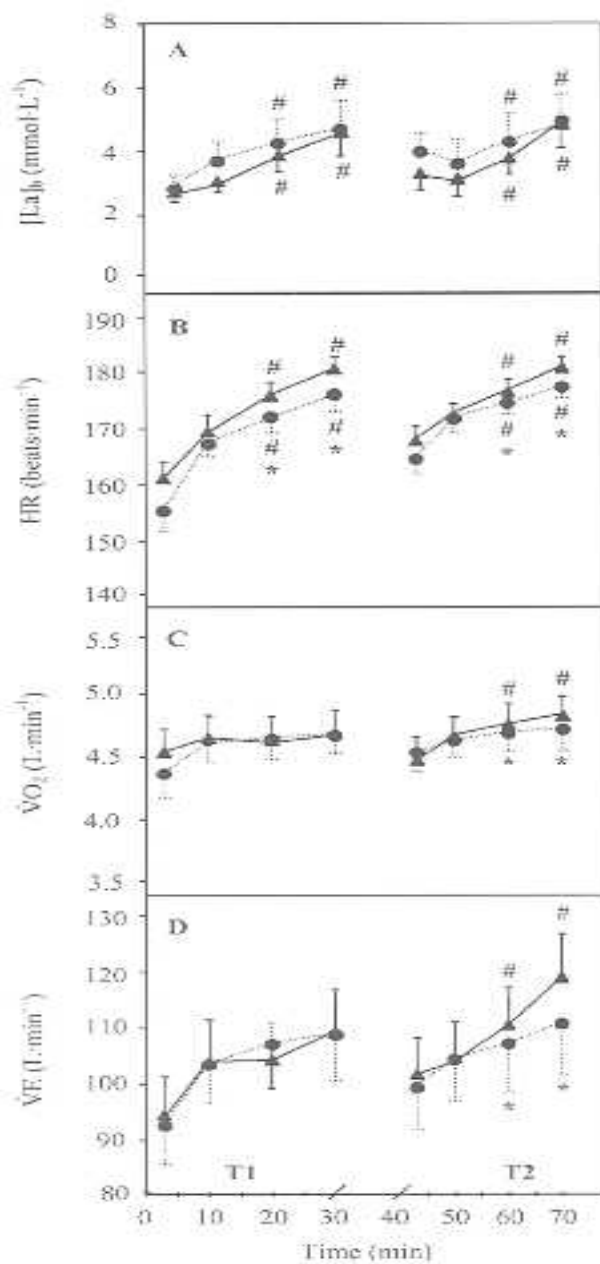 A
[La]b (mmol·L⁻¹)
8
6
4
2
0
# # # #
# # # #
B
HR (beats·min⁻¹)
190
180
170
160
150
140
# # # #
# # # #
* * * *
C
V̇O₂ (L·min⁻¹)
5.5
5.0
4.5
4.0
3.5
# #
* *
D
V̇E (L·min⁻¹)
130
120
110
100
90
80
# #
* *
T1 T2
0 10 20 30 40 50 60 70
Time (min)